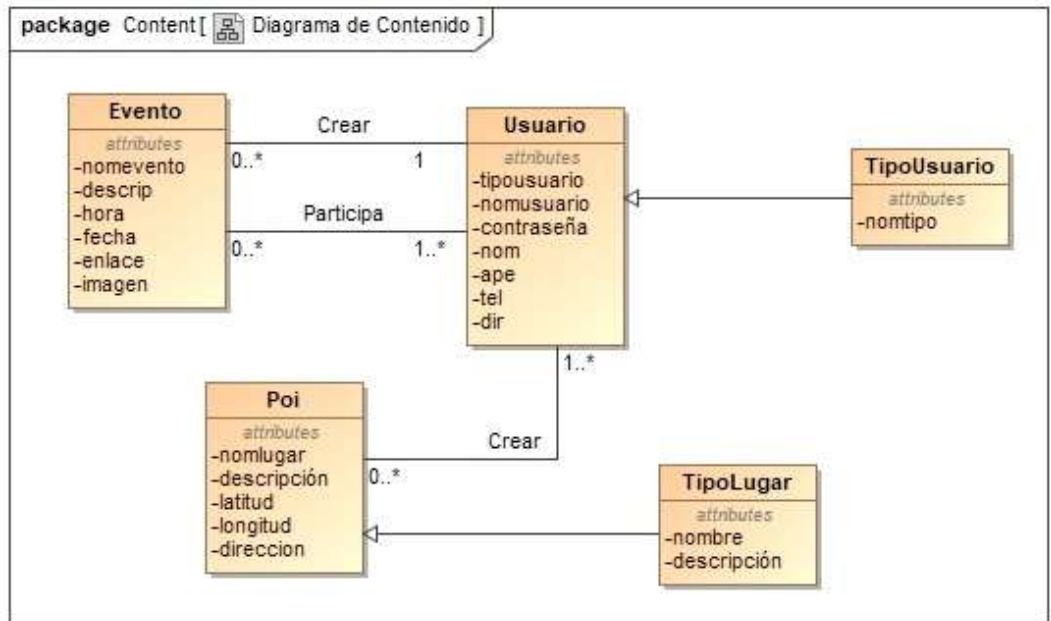 package Content[ Diagrama de Contenido ]
Evento
attributes
-nomevento
-descrip
-hora
-fecha
-enlace
-imagen
Crear
0..*
1
Participa
0..*
1..*
Usuario
attributes
-tipousuario
-nomusuario
-contraseña
-nom
-ape
-tel
-dir
TipoUsuario
attributes
-nomtipo
1..*
Poi
attributes
-nomlugar
-descripción
-latitud
-longitud
-direccion
Crear
0..*
TipoLugar
attributes
-nombre
-descripción